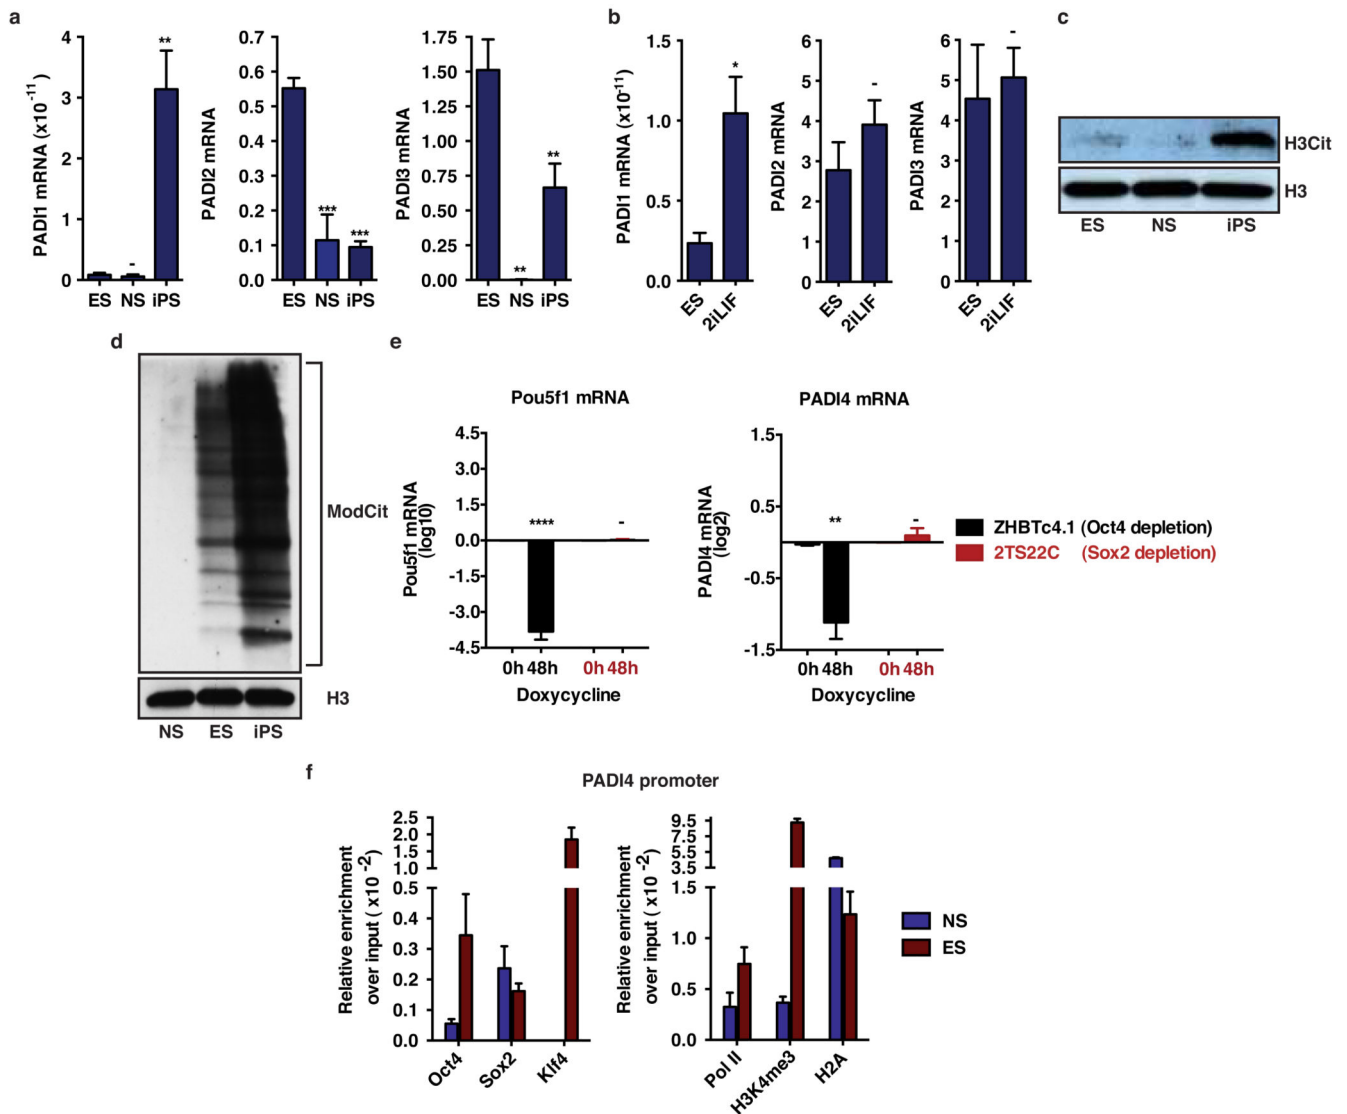 a
PADI1 mRNA (x10 -11)
4
3
2
1
0
**
-
ES NS iPS
PADI2 mRNA
0.7
0.6
0.5
0.4
0.3
0.2
0.1
0.0
***
***
ES NS iPS
PADI3 mRNA
1.75
1.50
1.25
1.00
0.75
0.50
0.25
0.00
**
**
ES NS iPS
b
PADI1 mRNA (x10-11)
1.5
1.0
0.5
0.0
*
ES
2iLIF
PADI2 mRNA
6
5
4
3
2
1
0
-
ES
2iLIF
PADI3 mRNA
6
5
4
3
2
1
0
-
ES
2iLIF
c
H3Cit
H3
ES NS iPS
d
ModCit
H3
NS ES iPS
e
Pou5f1 mRNA
Pou5f1 mRNA
(log10)
4.5
3.0
1.5
0.0
-1.5
-3.0
-4.5
****
-
0h 48h 0h 48h
Doxycycline
PADI4 mRNA
PADI4 mRNA
(log2)
1.5
0.5
-0.5
-1.5
**
-
0h 48h 0h 48h
Doxycycline
ZHBTc4.1 (Oct4 depletion)
2TS22C (Sox2 depletion)
f
PADI4 promoter
Relative enrichment
over input ( x10 -2)
2.5
2.0
1.5
1.0
0.5
0.4
0.3
0.2
0.1
0.0
Oct4
Sox2
Klf4
Relative enrichment
over input ( x10 -2)
9.5
7.5
5.5
3.5
1.5
1.0
0.5
0.0
Pol II
H3K4me3
H2A
NS
ES